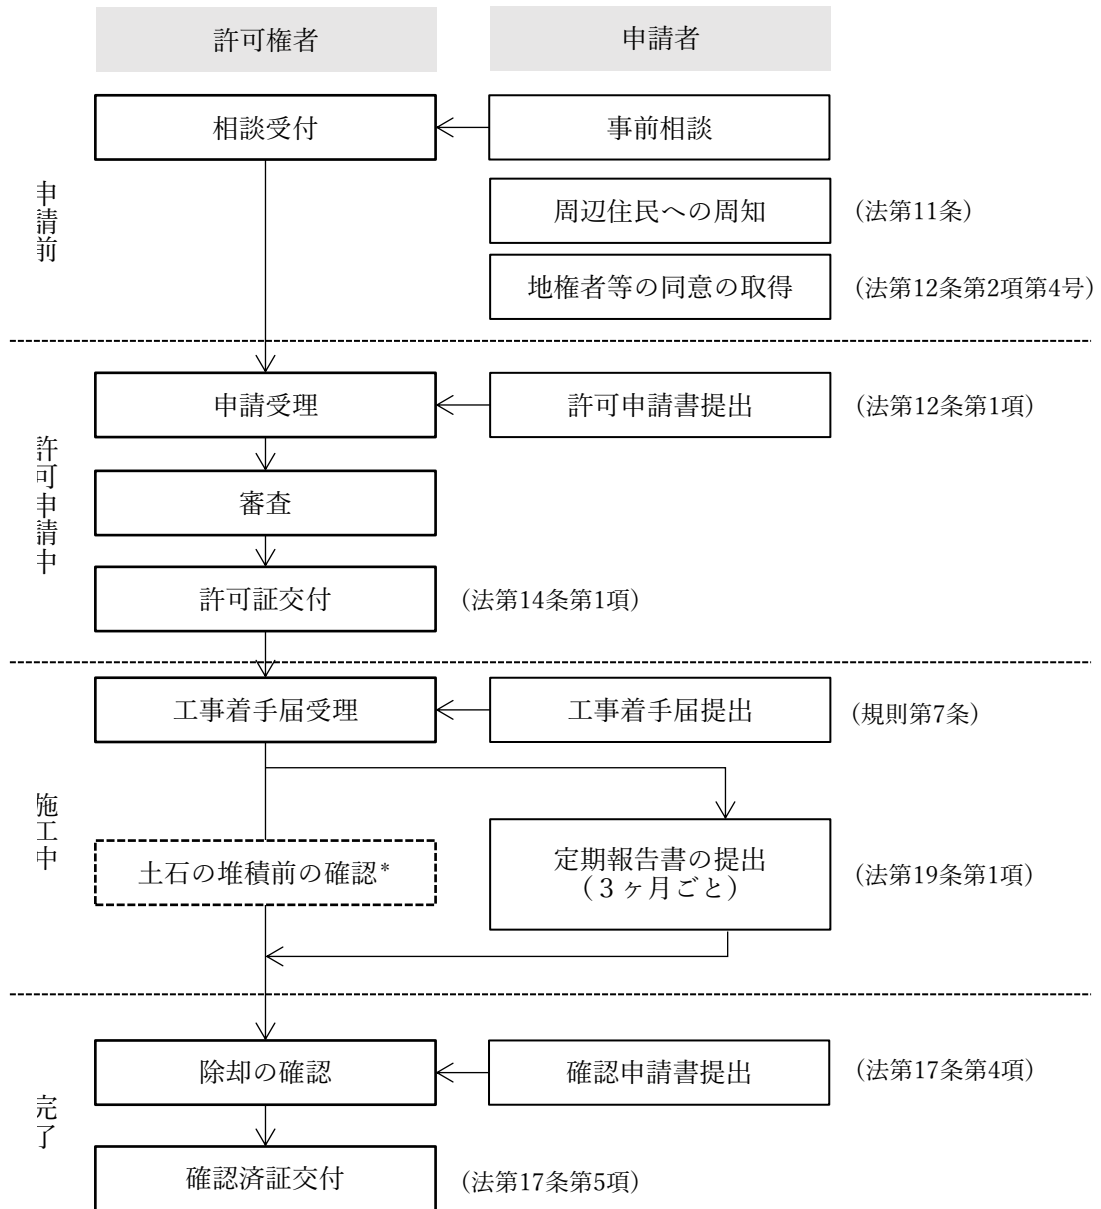 許可権者
申請者
申請前
相談受付
事前相談
周辺住民への周知
(法第11条)
地権者等の同意の取得
(法第12条第2項第4号)
許可申請中
申請受理
許可申請書提出
(法第12条第1項)
審査
許可証交付
(法第14条第1項)
施工中
工事着手届受理
工事着手届提出
(規則第7条)
土石の堆積前の確認*
定期報告書の提出
(３ヶ月ごと)
(法第19条第1項)
完了
除却の確認
確認申請書提出
(法第17条第4項)
確認済証交付
(法第17条第5項)